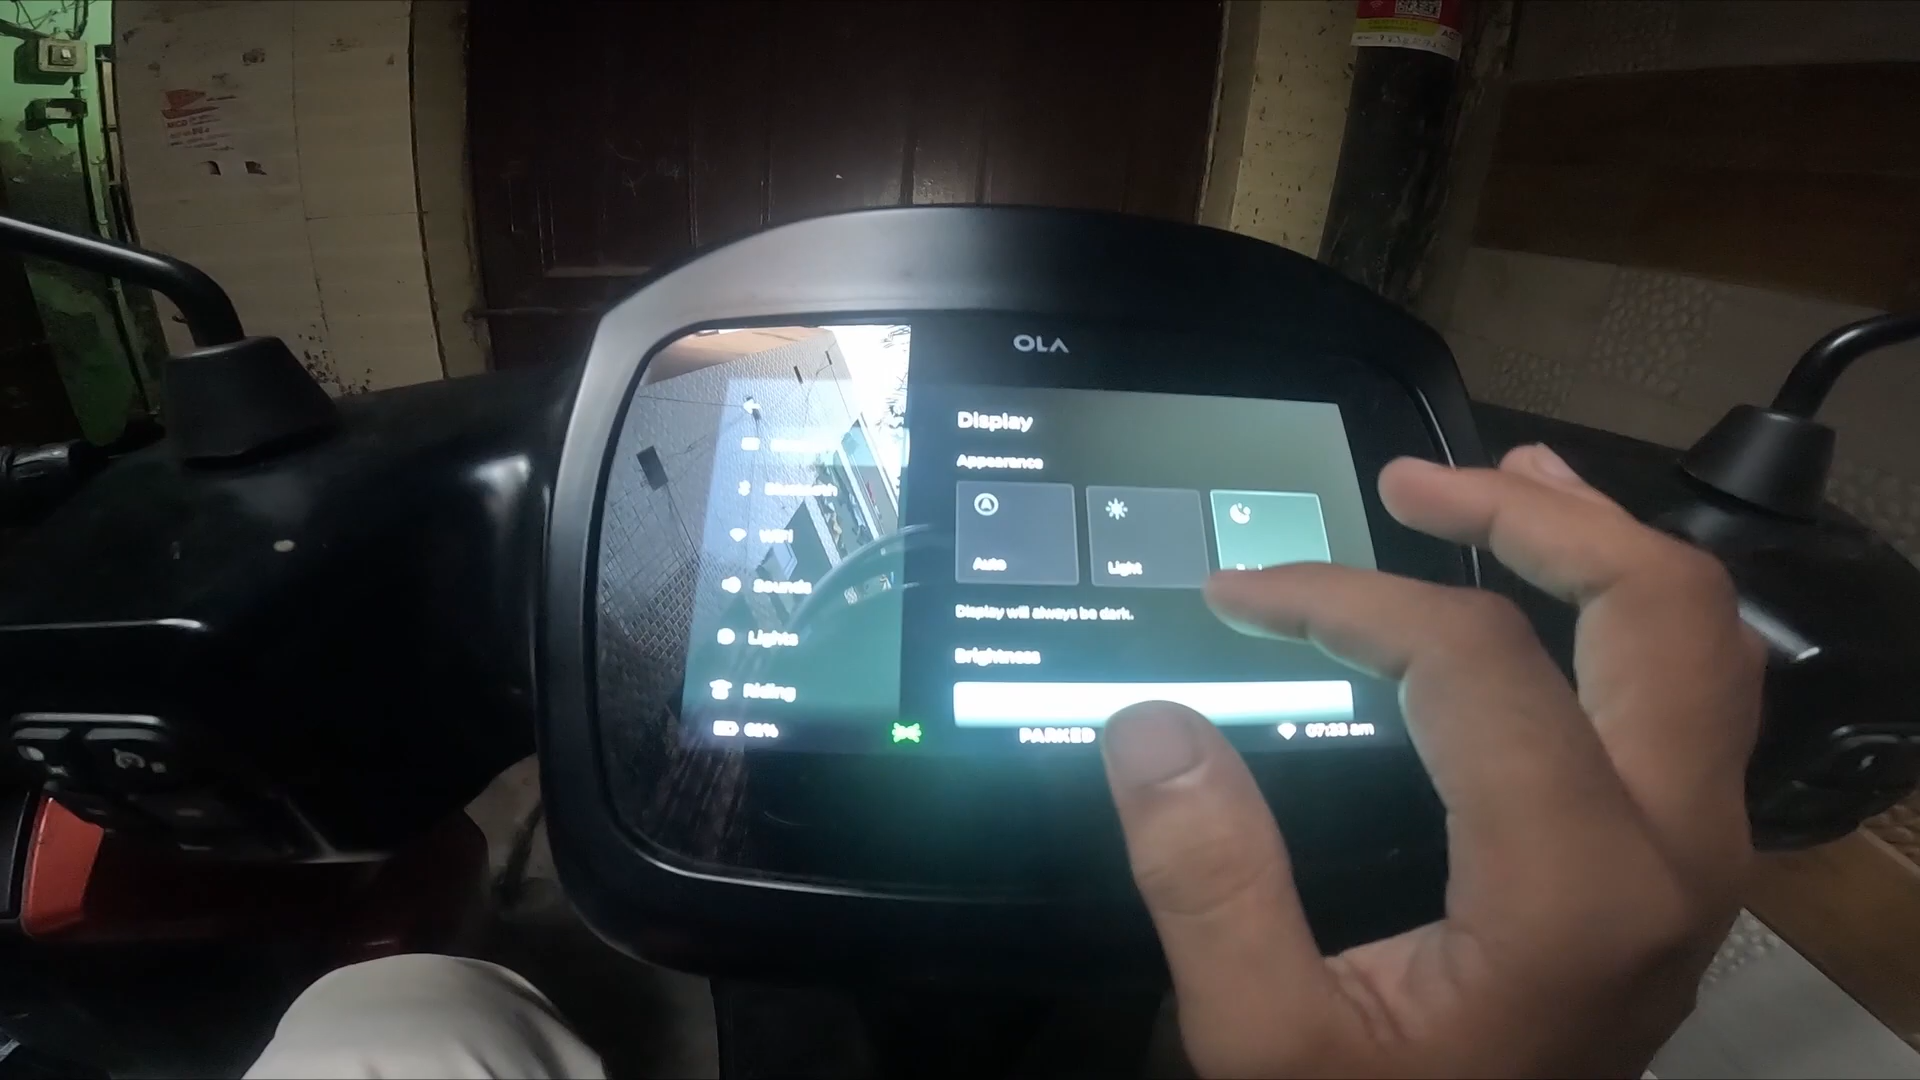 OLA
Display
Appearance
Bluetooth
WiFi
Auto
Light
Sounds
Display will always be dark.
Lights
Brightness
Riding
PARKED
07:33 am